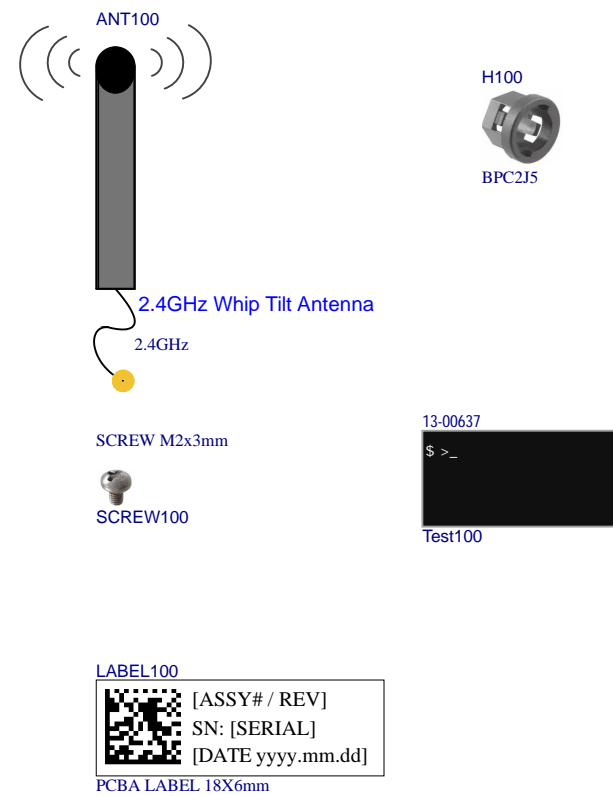 ANT100
H100
BPC2J5
2.4GHz Whip Tilt Antenna
2.4GHz
SCREW M2x3mm
SCREW100
13-00637
$ >_
Test100
LABEL100
[ASSY# / REV]
SN: [SERIAL]
[DATE yyyy.mm.dd]
PCBA LABEL 18X6mm